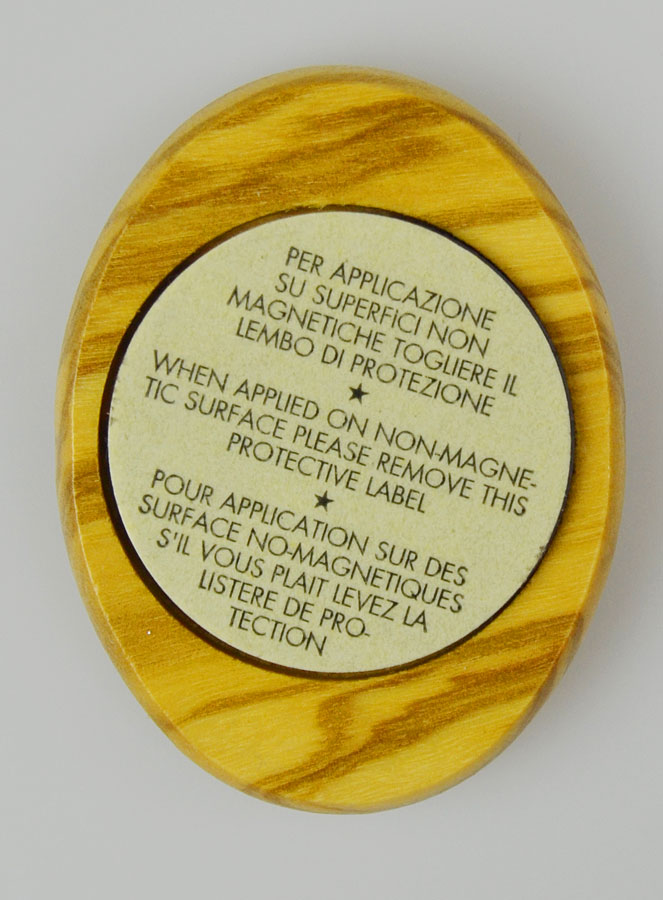 PER APPLICAZIONE
SU SUPERFICI NON
MAGNETICHE TOGLIERE IL
LEMBO DI PROTEZIONE
★
WHEN APPLIED ON NON-MAGNE-
TIC SURFACE PLEASE REMOVE THIS
PROTECTIVE LABEL
★
POUR APPLICATION SUR DES
SURFACE NO-MAGNETIQUES
S'IL VOUS PLAIT LEVEZ LA
LISTERE DE PRO-
TECTION